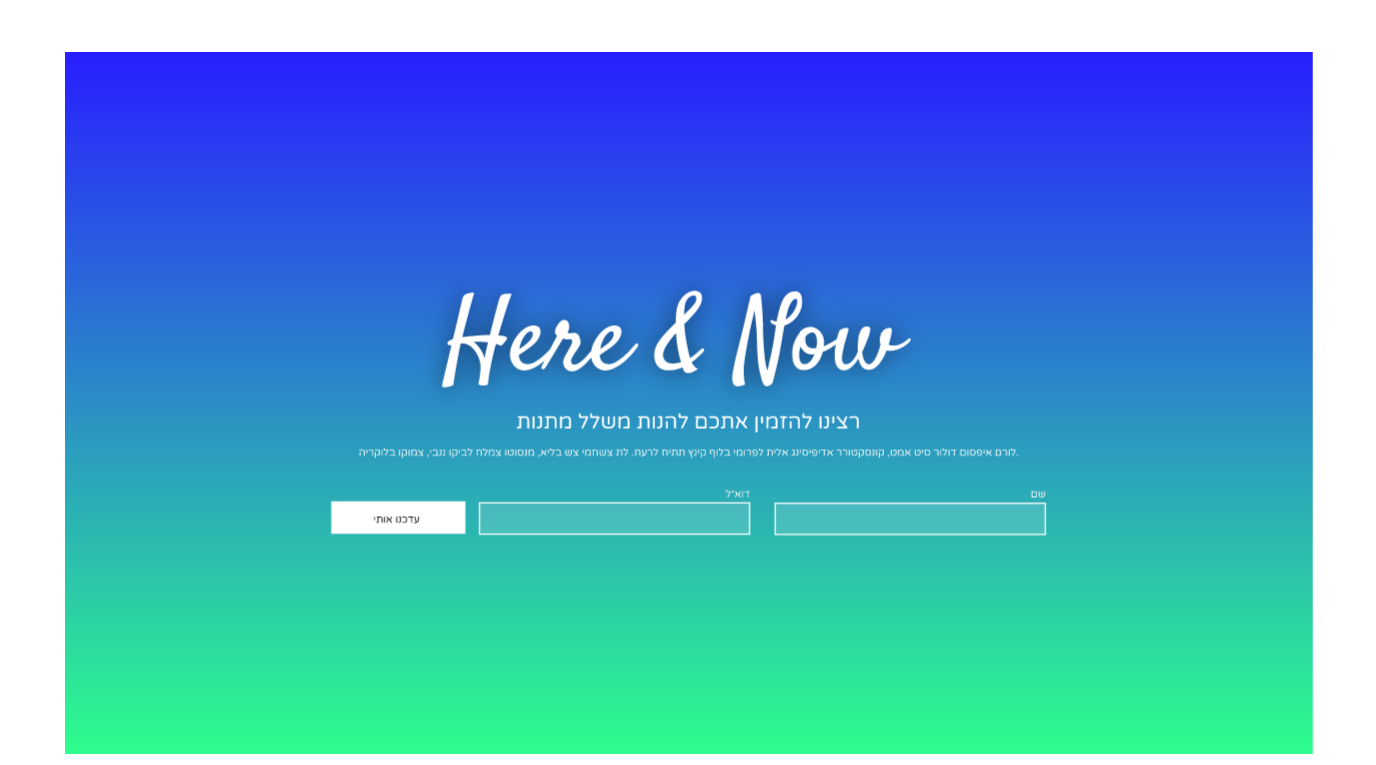 Here & Now
רצינו להזמין אתכם להנות משלל מתנות
לורם איפסום דולור סיט אמט, קונסקטורר אדיפיסינג אלית לפרומי בלוף קינץ תתיח לרעח. לת צשחמי צש בליא, מנסוטו צמלח לביקו ננבי, צמוקו בלוקריה.
שם
דוא״ל
עדכנו אותי